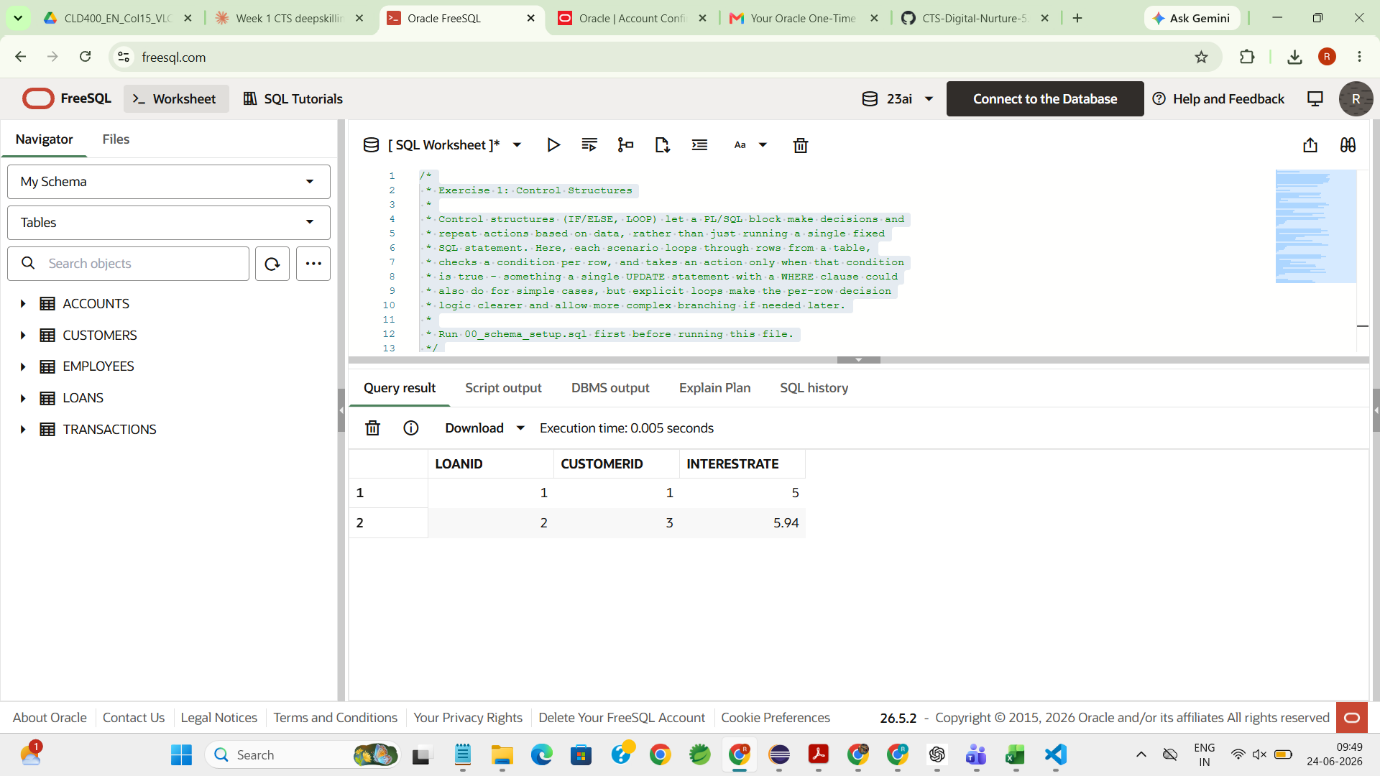 CLD400_EN_Col15_VLC
Week 1 CTS deepskillin
Oracle FreeSQL
Oracle | Account Confi
Your Oracle One-Time
CTS-Digital-Nurture-5.
Ask Gemini
freesql.com
R
FreeSQL
>_ Worksheet
SQL Tutorials
23ai
Connect to the Database
Help and Feedback
R
Navigator
Files
My Schema
Tables
Search objects
ACCOUNTS
CUSTOMERS
EMPLOYEES
LOANS
TRANSACTIONS
[ SQL Worksheet ]*
Aa
1 /*
2 * Exercise 1: Control Structures
3 *
4 * Control structures (IF/ELSE, LOOP) let a PL/SQL block make decisions and
5 * repeat actions based on data, rather than just running a single fixed
6 * SQL statement. Here, each scenario loops through rows from a table,
7 * checks a condition per row, and takes an action only when that condition
8 * is true - something a single UPDATE statement with a WHERE clause could
9 * also do for simple cases, but explicit loops make the per-row decision
10 * logic clearer and allow more complex branching if needed later.
11 *
12 * Run 00_schema_setup.sql first before running this file.
13 */
Query result
Script output
DBMS output
Explain Plan
SQL history
Download
Execution time: 0.005 seconds
LOANID CUSTOMERID INTERESTRATE
1 1 1 5
2 2 3 5.94
About Oracle
Contact Us
Legal Notices
Terms and Conditions
Your Privacy Rights
Delete Your FreeSQL Account
Cookie Preferences
26.5.2 - Copyright © 2015, 2026 Oracle and/or its affiliates All rights reserved
1
Search
ENG
IN
09:49
24-06-2026